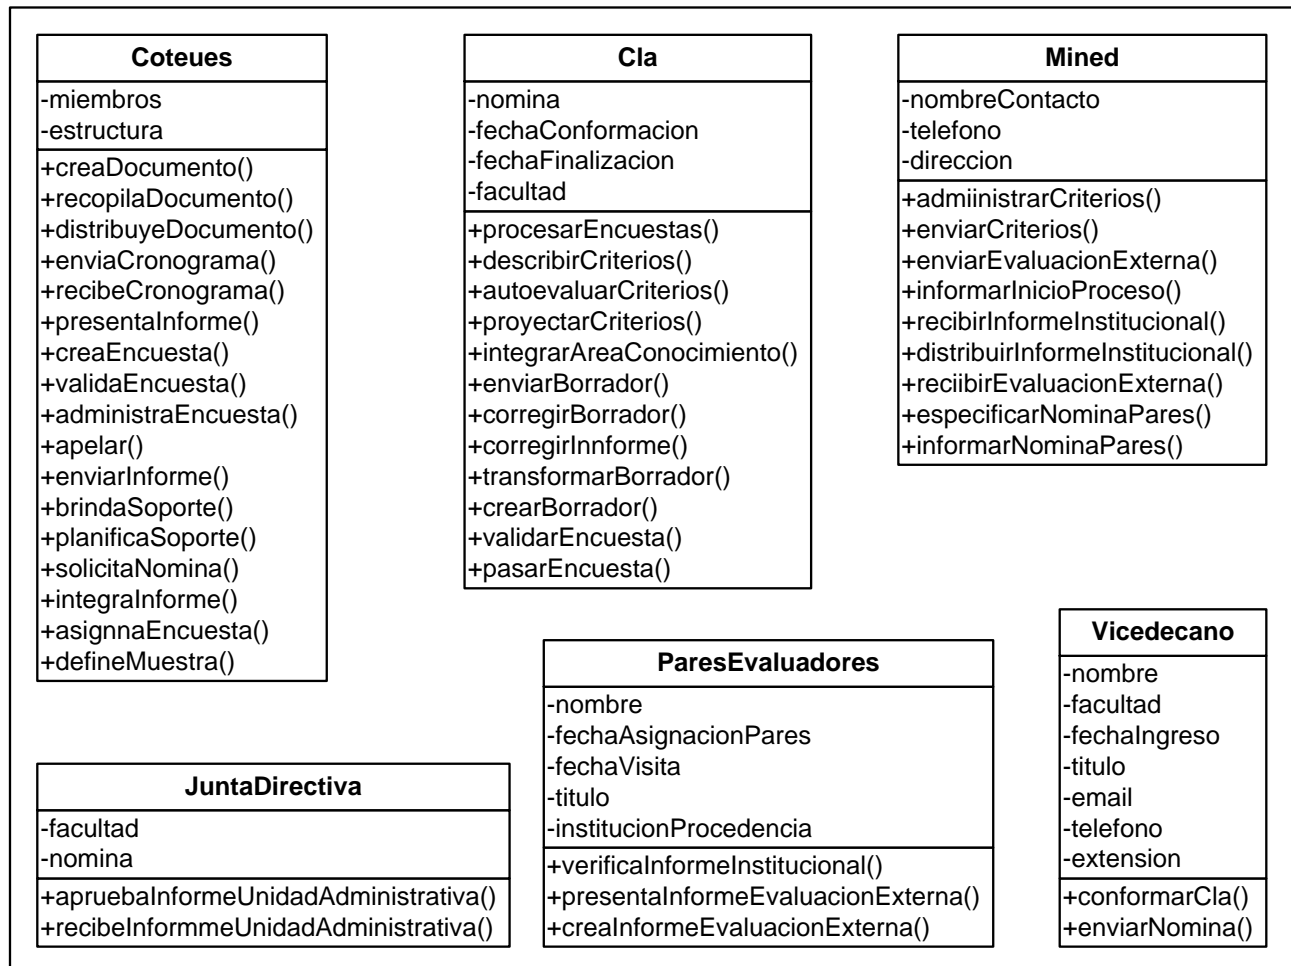 Coteues
-miembros
-estructura
+creaDocumento()
+recopilaDocumento()
+distribuyeDocumento()
+enviaCronograma()
+recibeCronograma()
+presentaInforme()
+creaEncuesta()
+validaEncuesta()
+administraEncuesta()
+apelar()
+enviarInforme()
+brindaSoporte()
+planificaSoporte()
+solicitaNomina()
+integraInforme()
+asignnaEncuesta()
+defineMuestra()
Cla
-nomina
-fechaConformacion
-fechaFinalizacion
-facultad
+procesarEncuestas()
+describirCriterios()
+autoevaluarCriterios()
+proyectarCriterios()
+integrarAreaConocimiento()
+enviarBorrador()
+corregirBorrador()
+corregirInnforme()
+transformarBorrador()
+crearBorrador()
+validarEncuesta()
+pasarEncuesta()
Mined
-nombreContacto
-telefono
-direccion
+admiinistrarCriterios()
+enviarCriterios()
+enviarEvaluacionExterna()
+informarInicioProceso()
+recibirInformeInstitucional()
+distribuirInformeInstitucional()
+reciibirEvaluacionExterna()
+especificarNominaPares()
+informarNominaPares()
JuntaDirectiva
-facultad
-nomina
+apruebaInformeUnidadAdministrativa()
+recibeInformmeUnidadAdministrativa()
ParesEvaluadores
-nombre
-fechaAsignacionPares
-fechaVisita
-titulo
-institucionProcedencia
+verificaInformeInstitucional()
+presentaInformeEvaluacionExterna()
+creaInformeEvaluacionExterna()
Vicedecano
-nombre
-facultad
-fechaIngreso
-titulo
-email
-telefono
-extension
+conformarCla()
+enviarNomina()